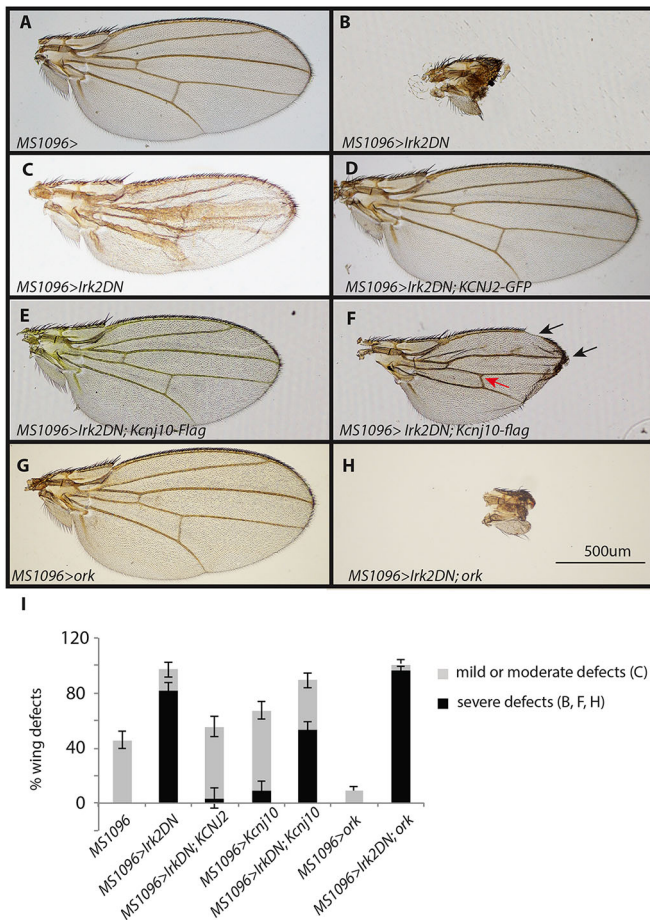 A
MS1096>
B
MS1096>Irk2DN
C
MS1096>Irk2DN
D
MS1096>Irk2DN; KCNJ2-GFP
E
MS1096>Irk2DN; Kcnj10-Flag
F
MS1096> Irk2DN; Kcnj10-flag
G
MS1096>ork
H
500um
MS1096>Irk2DN; ork
I
% wing defects
120
80
40
0
MS1096
MS1096>Irk2DN
MS1096>IrkDN; KCNJ2
MS1096>Kcnj10
MS1096>IrkDN; Kcnj10
MS1096>ork
MS1096>Irk2DN; ork
mild or moderate defects (C)
severe defects (B, F, H)